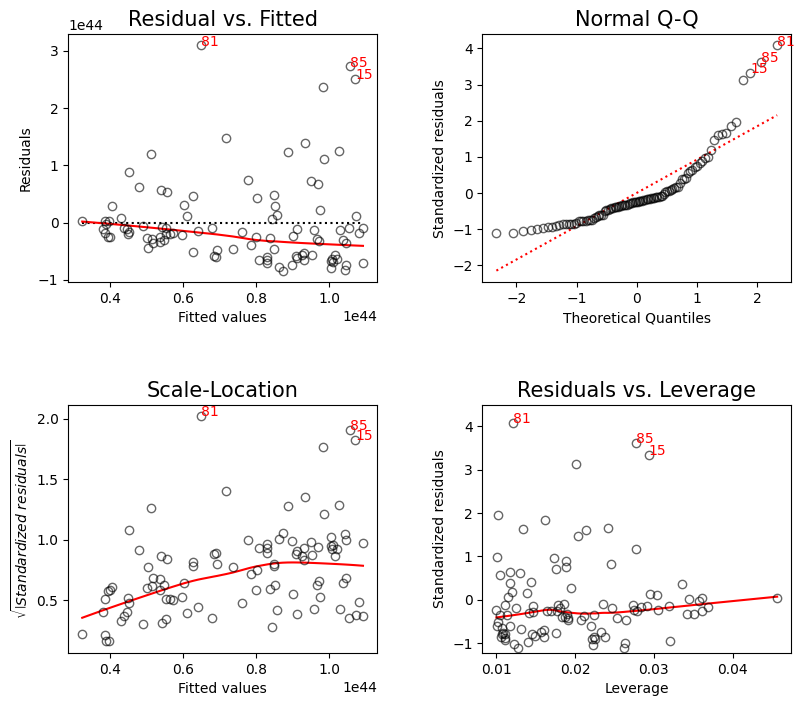 Residual vs. Fitted
1e44
81
85
15
3
2
1
0
−1
Residuals
0.4 0.6 0.8 1.0
Fitted values
1e44
Normal Q-Q
81
85
15
4
3
2
1
0
−1
−2
Standardized residuals
−2 −1 0 1 2
Theoretical Quantiles
Scale-Location
81
85
15
2.0
1.5
1.0
0.5
√|Standardized residuals|
0.4 0.6 0.8 1.0
Fitted values
1e44
Residuals vs. Leverage
81
85
15
4
3
2
1
0
−1
Standardized residuals
0.01 0.02 0.03 0.04
Leverage